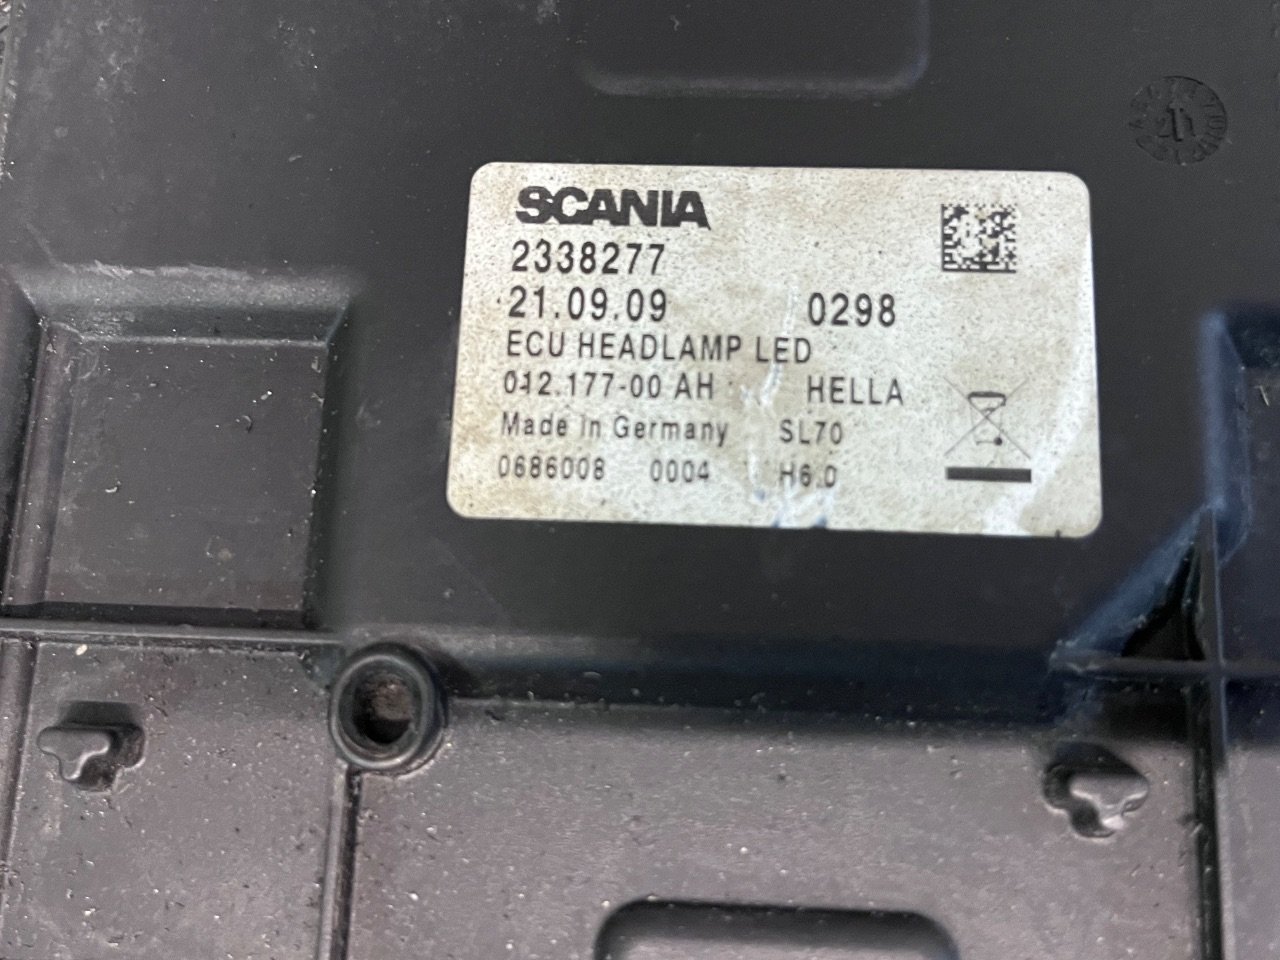 SCANIA
2338277
21.09.09 0298
ECU HEADLAMP LED
012.177-00 AH HELLA
Made in Germany SL70
0686008 0004 H6.0